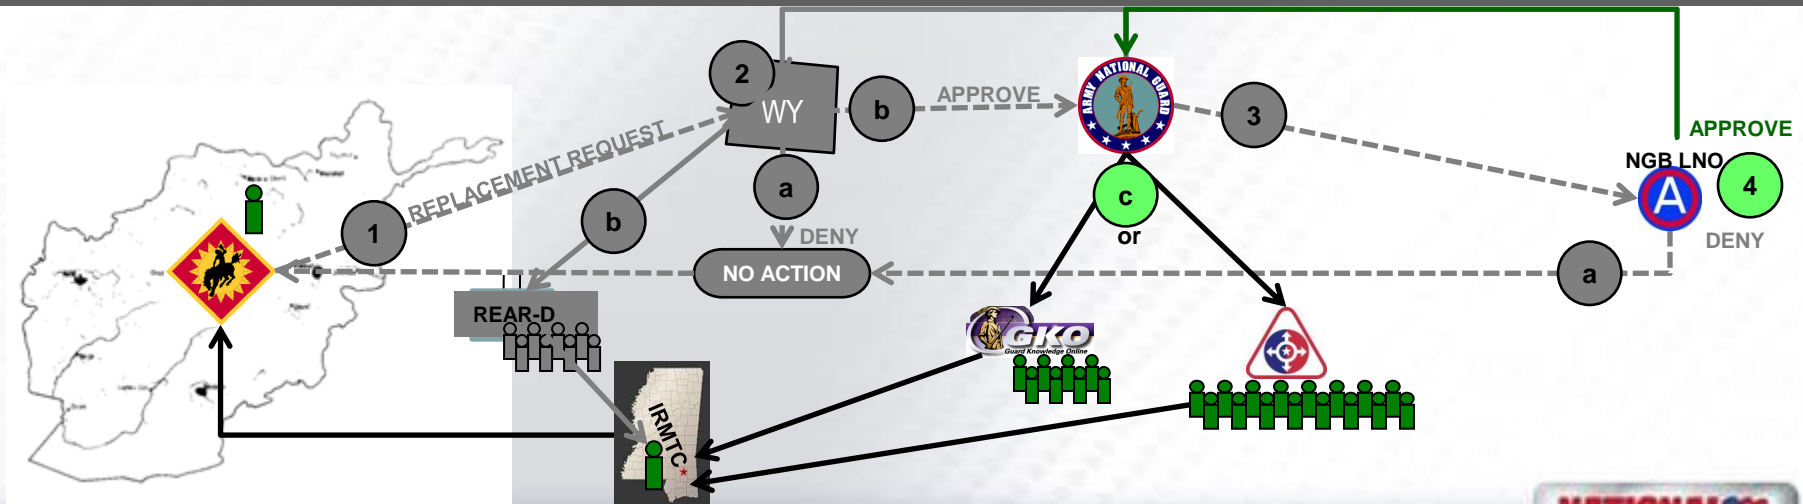 2
WY
b
APPROVE
ARMY NATIONAL GUARD
3
APPROVE
NGB LNO
A
4
DENY
REPLACEMENT REQUEST
1
b
a
DENY
c
or
NO ACTION
a
REAR-D
GKO
Guard Knowledge Online
IRMTC
NATIONAL